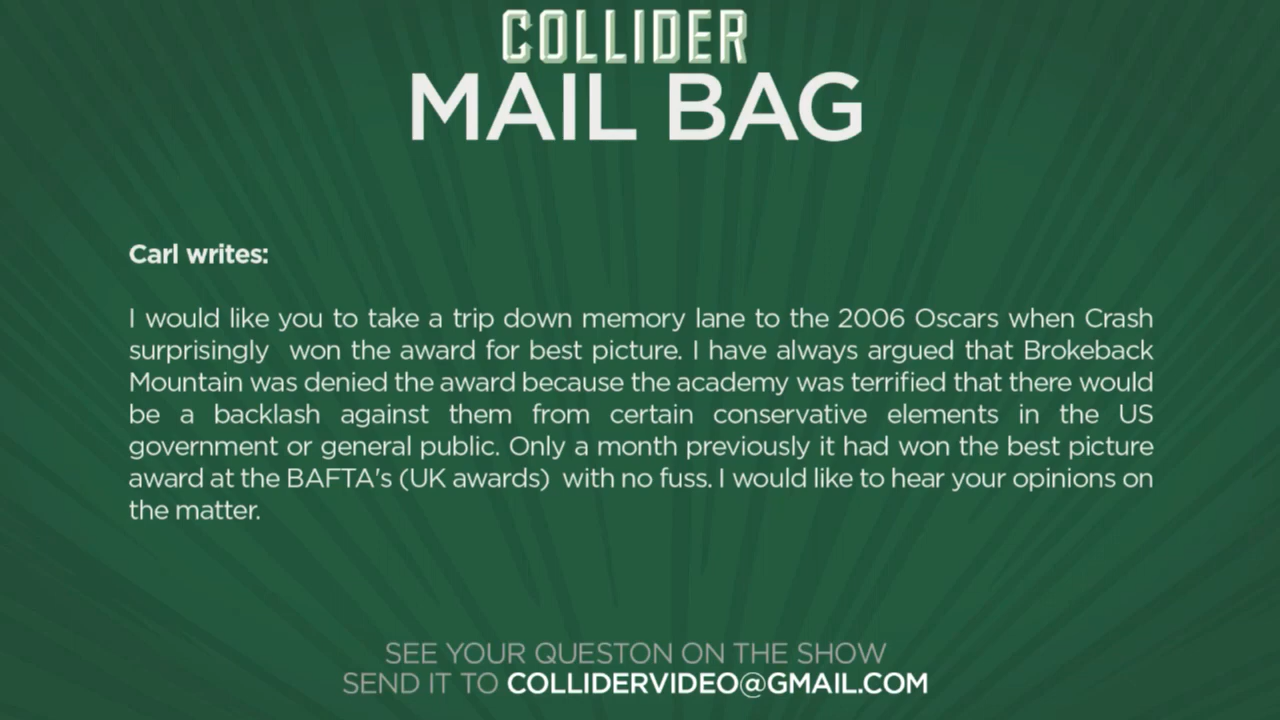 COLLIDER
MAIL BAG
Carl writes:
I would like you to take a trip down memory lane to the 2006 Oscars when Crash
surprisingly  won the award for best picture. I have always argued that Brokeback
Mountain was denied the award because the academy was terrified that there would
be a backlash against them from certain conservative elements in the US
government or general public. Only a month previously it had won the best picture
award at the BAFTA's (UK awards)  with no fuss. I would like to hear your opinions on
the matter.
SEE YOUR QUESTON ON THE SHOW
SEND IT TO COLLIDERVIDEO@GMAIL.COM